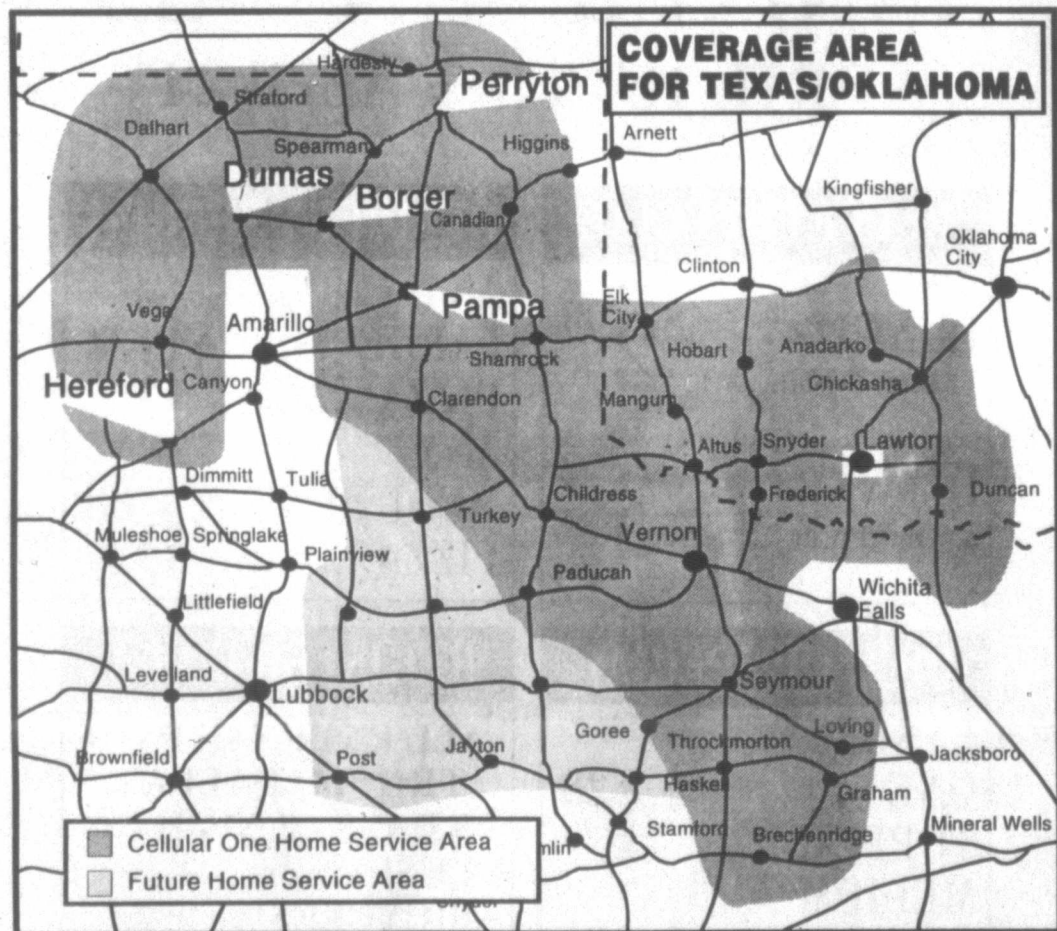 COVERAGE AREA
FOR TEXAS/OKLAHOMA
Hardesty
Perryton
Straford
Dalhart
Spearman
Higgins
Arnett
Dumas
Borger
Canadian
Kingfisher
Oklahoma
City
Clinton
Pampa
Elk
City
Vega
Amarillo
Shamrock
Hobart
Anadarko
Hereford
Canyon
Clarendon
Mangum
Chickasha
Altus
Snyder
Lawton
Dimmitt
Tulia
Childress
Frederick
Duncan
Turkey
Vernon
Muleshoe
Springlake
Plainview
Paducah
Wichita
Falls
Littlefield
Levelland
Lubbock
Seymour
Goree
Throckmorton
Loving
Jacksboro
Brownfield
Post
Jayton
Haskel
Graham
Stamford
Brechenridge
Mineral Wells
Cellular One Home Service Area
Future Home Service Area